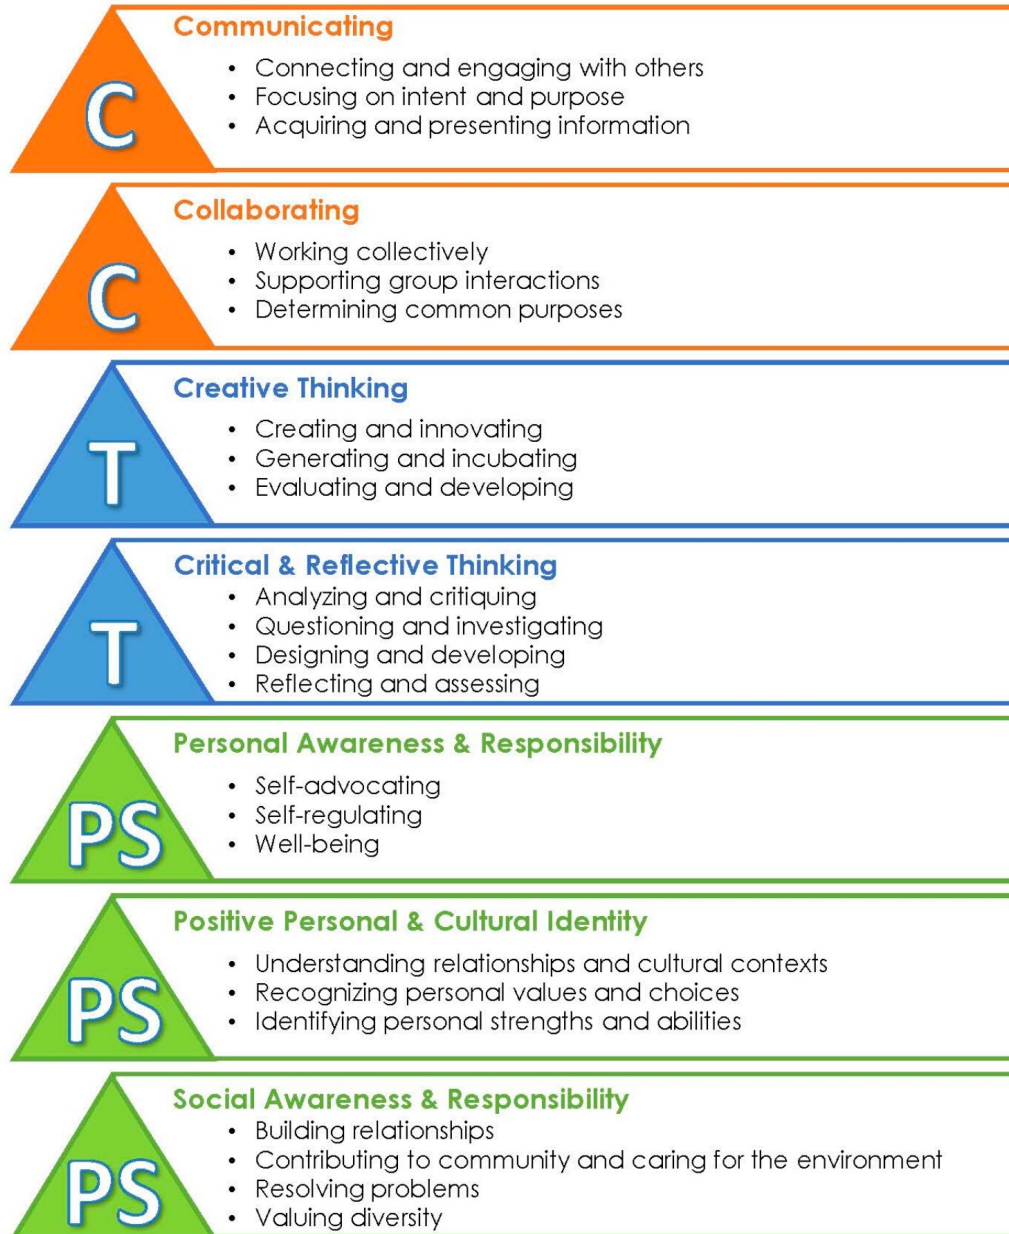 C
Communicating
• Connecting and engaging with others
• Focusing on intent and purpose
• Acquiring and presenting information
C
Collaborating
• Working collectively
• Supporting group interactions
• Determining common purposes
T
Creative Thinking
• Creating and innovating
• Generating and incubating
• Evaluating and developing
T
Critical & Reflective Thinking
• Analyzing and critiquing
• Questioning and investigating
• Designing and developing
• Reflecting and assessing
PS
Personal Awareness & Responsibility
• Self-advocating
• Self-regulating
• Well-being
PS
Positive Personal & Cultural Identity
• Understanding relationships and cultural contexts
• Recognizing personal values and choices
• Identifying personal strengths and abilities
PS
Social Awareness & Responsibility
• Building relationships
• Contributing to community and caring for the environment
• Resolving problems
• Valuing diversity